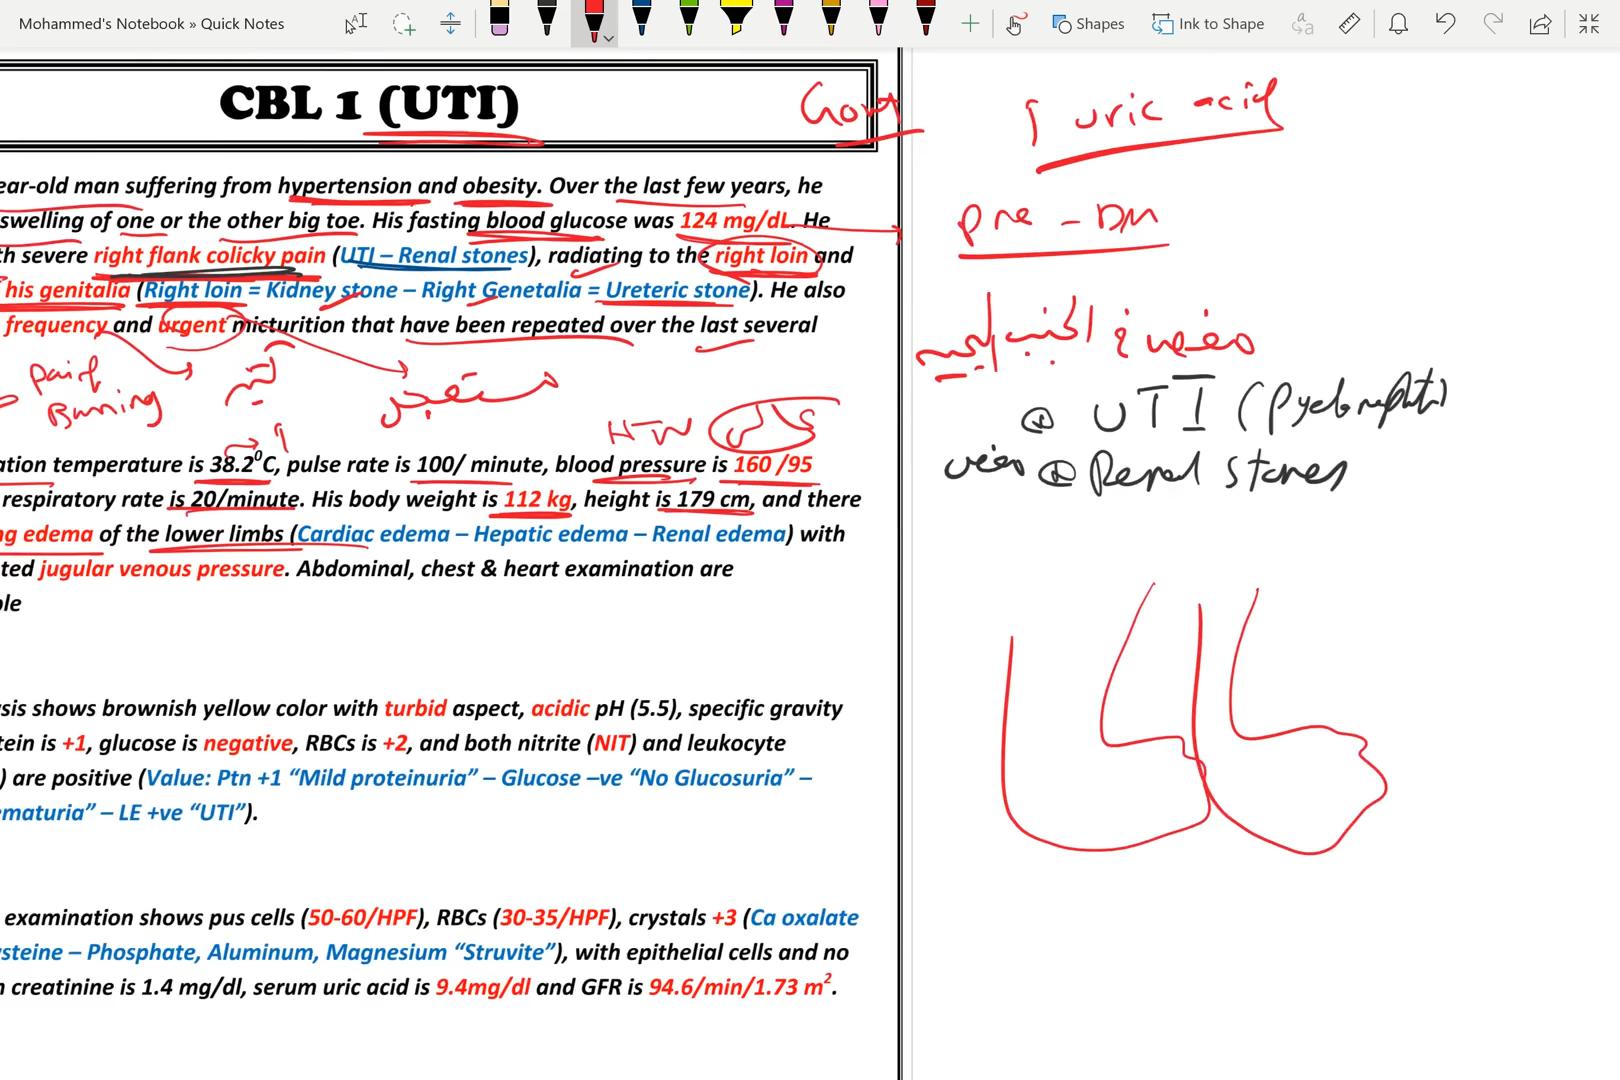 Mohammed's Notebook » Quick Notes
Shapes
Ink to Shape
CBL 1 (UTI)
Gout
↑ uric acid
ear-old man suffering from hypertension and obesity. Over the last few years, he
swelling of one or the other big toe. His fasting blood glucose was 124 mg/dL. He
pre - DM
th severe right flank colicky pain (UTI – Renal stones), radiating to the right loin and
his genitalia (Right loin = Kidney stone – Right Genetalia = Ureteric stone). He also
frequency and urgent micturition that have been repeated over the last several
مغص في الجنب اليمين
Pain
Burning
كتير
مستعجل
UTI (Pyelonephritis)
HTN
Renal stones
ation temperature is 38.2⁰C, pulse rate is 100/ minute, blood pressure is 160 /95
respiratory rate is 20/minute. His body weight is 112 kg, height is 179 cm, and there
ng edema of the lower limbs (Cardiac edema – Hepatic edema – Renal edema) with
ted jugular venous pressure. Abdominal, chest & heart examination are
ple
sis shows brownish yellow color with turbid aspect, acidic pH (5.5), specific gravity
tein is +1, glucose is negative, RBCs is +2, and both nitrite (NIT) and leukocyte
) are positive (Value: Ptn +1 “Mild proteinuria” – Glucose –ve “No Glucosuria” –
ematuria” – LE +ve “UTI”).
examination shows pus cells (50-60/HPF), RBCs (30-35/HPF), crystals +3 (Ca oxalate
steine – Phosphate, Aluminum, Magnesium “Struvite”), with epithelial cells and no
n creatinine is 1.4 mg/dl, serum uric acid is 9.4mg/dl and GFR is 94.6/min/1.73 m².